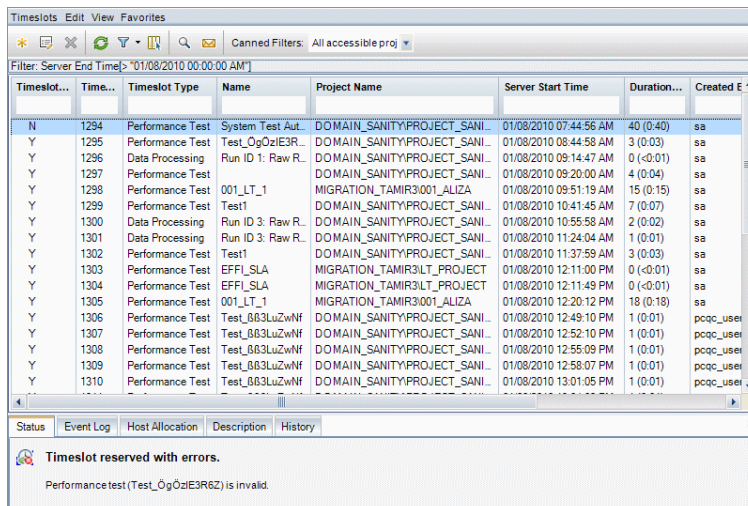 Timeslots Edit View Favorites
Canned Filters: All accessible proj
Filter: Server End Time[> "01/08/2010 00:00:00 AM"]
Timeslot... Time... Timeslot Type Name Project Name Server Start Time Duration... Created E
N 1294 Performance Test System Test Aut... DOMAIN_SANITY\PROJECT_SANI... 01/08/2010 07:44:56 AM 40 (0:40) sa
Y 1295 Performance Test Test_ÖgÖzIE3R... DOMAIN_SANITY\PROJECT_SANI... 01/08/2010 08:44:58 AM 3 (0:03) sa
Y 1296 Data Processing Run ID 1: Raw R... DOMAIN_SANITY\PROJECT_SANI... 01/08/2010 09:14:47 AM 0 (<0:01) sa
Y 1297 Performance Test DOMAIN_SANITY\PROJECT_SANI... 01/08/2010 09:20:00 AM 4 (0:04) sa
Y 1298 Performance Test 001_LT_1 MIGRATION_TAMIR3\001_ALIZA 01/08/2010 09:51:19 AM 15 (0:15) sa
Y 1299 Performance Test Test1 DOMAIN_SANITY\PROJECT_SANI... 01/08/2010 10:41:45 AM 7 (0:07) sa
Y 1300 Data Processing Run ID 3: Raw R... DOMAIN_SANITY\PROJECT_SANI... 01/08/2010 10:55:58 AM 2 (0:02) sa
Y 1301 Data Processing Run ID 3: Raw R... DOMAIN_SANITY\PROJECT_SANI... 01/08/2010 11:24:04 AM 1 (0:01) sa
Y 1302 Performance Test Test1 DOMAIN_SANITY\PROJECT_SANI... 01/08/2010 11:37:59 AM 3 (0:03) sa
Y 1303 Performance Test EFFI_SLA MIGRATION_TAMIR3\LT_PROJECT 01/08/2010 12:11:00 PM 0 (<0:01) sa
Y 1304 Performance Test EFFI_SLA MIGRATION_TAMIR3\LT_PROJECT 01/08/2010 12:11:49 PM 0 (<0:01) sa
Y 1305 Performance Test 001_LT_1 MIGRATION_TAMIR3\001_ALIZA 01/08/2010 12:20:12 PM 18 (0:18) sa
Y 1306 Performance Test Test_ßß3LuZwNf DOMAIN_SANITY\PROJECT_SANI... 01/08/2010 12:49:10 PM 1 (0:01) pcqc_user
Y 1307 Performance Test Test_ßß3LuZwNf DOMAIN_SANITY\PROJECT_SANI... 01/08/2010 12:52:10 PM 1 (0:01) pcqc_user
Y 1308 Performance Test Test_ßß3LuZwNf DOMAIN_SANITY\PROJECT_SANI... 01/08/2010 12:55:09 PM 1 (0:01) pcqc_user
Y 1309 Performance Test Test_ßß3LuZwNf DOMAIN_SANITY\PROJECT_SANI... 01/08/2010 12:58:07 PM 1 (0:01) pcqc_user
Y 1310 Performance Test Test_ßß3LuZwNf DOMAIN_SANITY\PROJECT_SANI... 01/08/2010 13:01:05 PM 1 (0:01) pcqc_user
Status Event Log Host Allocation Description History
Timeslot reserved with errors.
Performance test (Test_ÖgÖzIE3R6Z) is invalid.